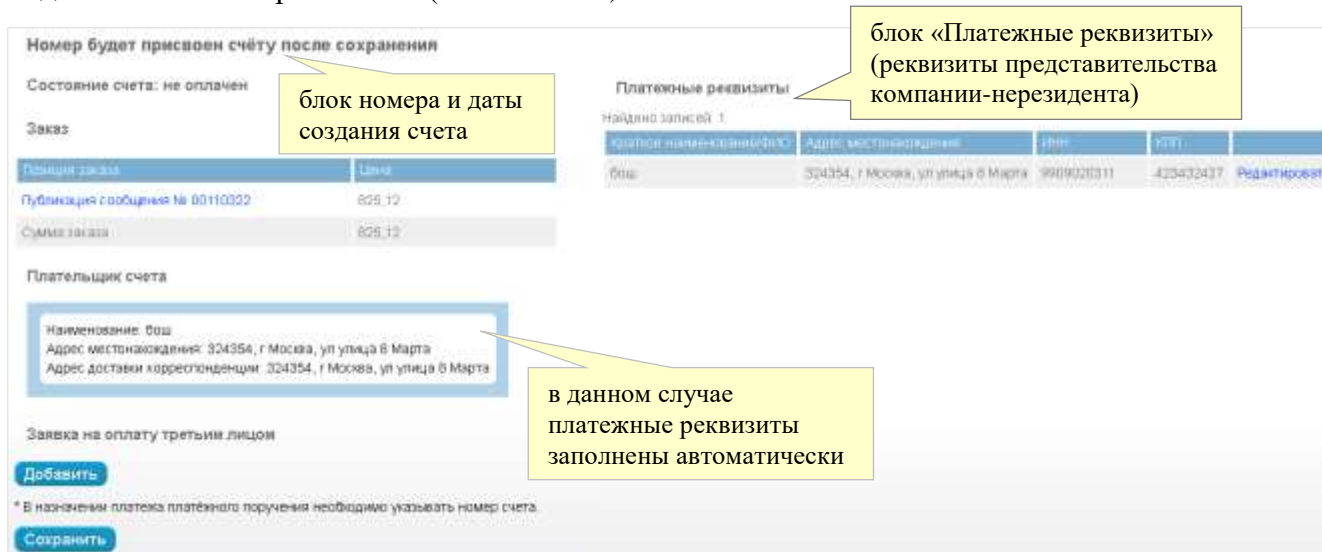 Номер будет присвоен счёту после сохранения
блок «Платежные реквизиты»
(реквизиты представительства
компании-нерезидента)
Состояние счета: не оплачен
блок номера и даты
создания счета
Платежные реквизиты
Заказ
Найдено записей: 1
Краткое наименование/ФИО Адрес местонахождения ИНН КПП
бош 324354, г Москва, ул улица 8 Марта 9909020311 423432437 Редактироват
Позиция заказа Цена
Публикация сообщения № 00110322 825,12
Сумма заказа 825,12
Плательщик счета
Наименование: бош
Адрес местонахождения: 324354, г Москва, ул улица 8 Марта
Адрес доставки корреспонденции: 324354, г Москва, ул улица 8 Марта
в данном случае
платежные реквизиты
заполнены автоматически
Заявка на оплату третьим лицом
Добавить
* В назначении платежа платёжного поручения необходимо указывать номер счета.
Сохранить